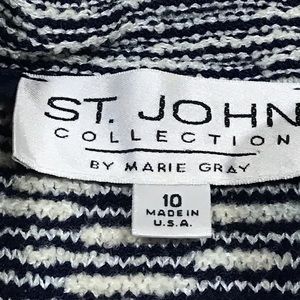 ST. JOHN
COLLECTION
BY MARIE GRAY
10
MADE IN
U.S.A.